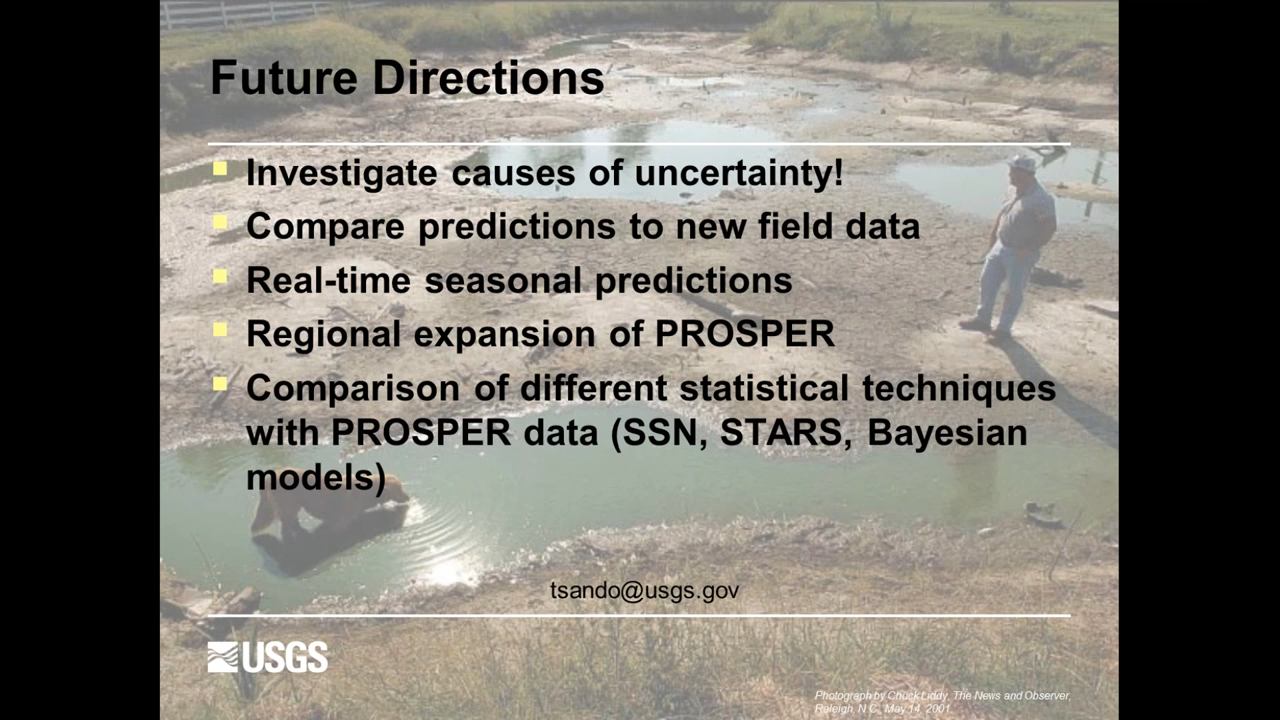 Future Directions
Investigate causes of uncertainty!
Compare predictions to new field data
Real-time seasonal predictions
Regional expansion of PROSPER
Comparison of different statistical techniques
with PROSPER data (SSN, STARS, Bayesian
models)
tsando@usgs.gov
USGS
Photograph by Chuck Liddy, The News and Observer,
Raleigh, N.C., May 14, 2001